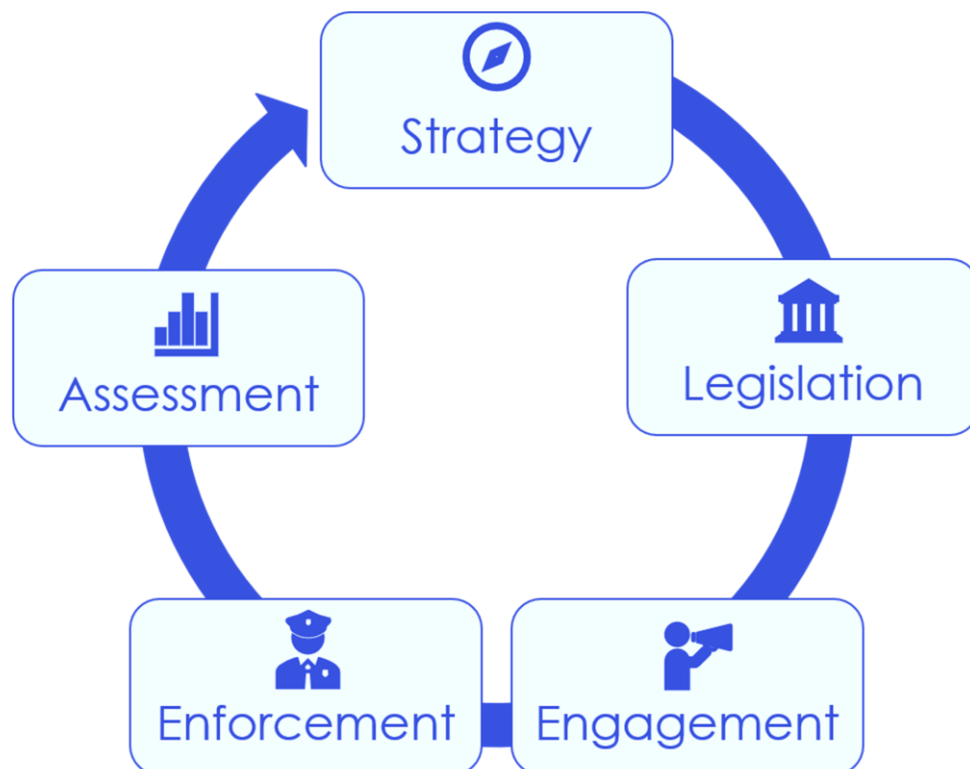 Strategy
Legislation
Engagement
Enforcement
Assessment